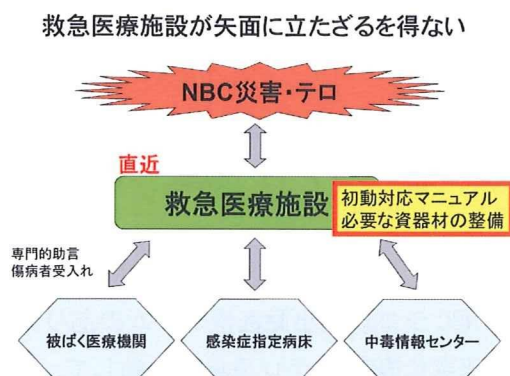 救急医療施設が矢面に立たざるを得ない
NBC災害・テロ
直近
救急医療施設
初動対応マニュアル
必要な資器材の整備
専門的助言
傷病者受入れ
被ばく医療機関
感染症指定病床
中毒情報センター